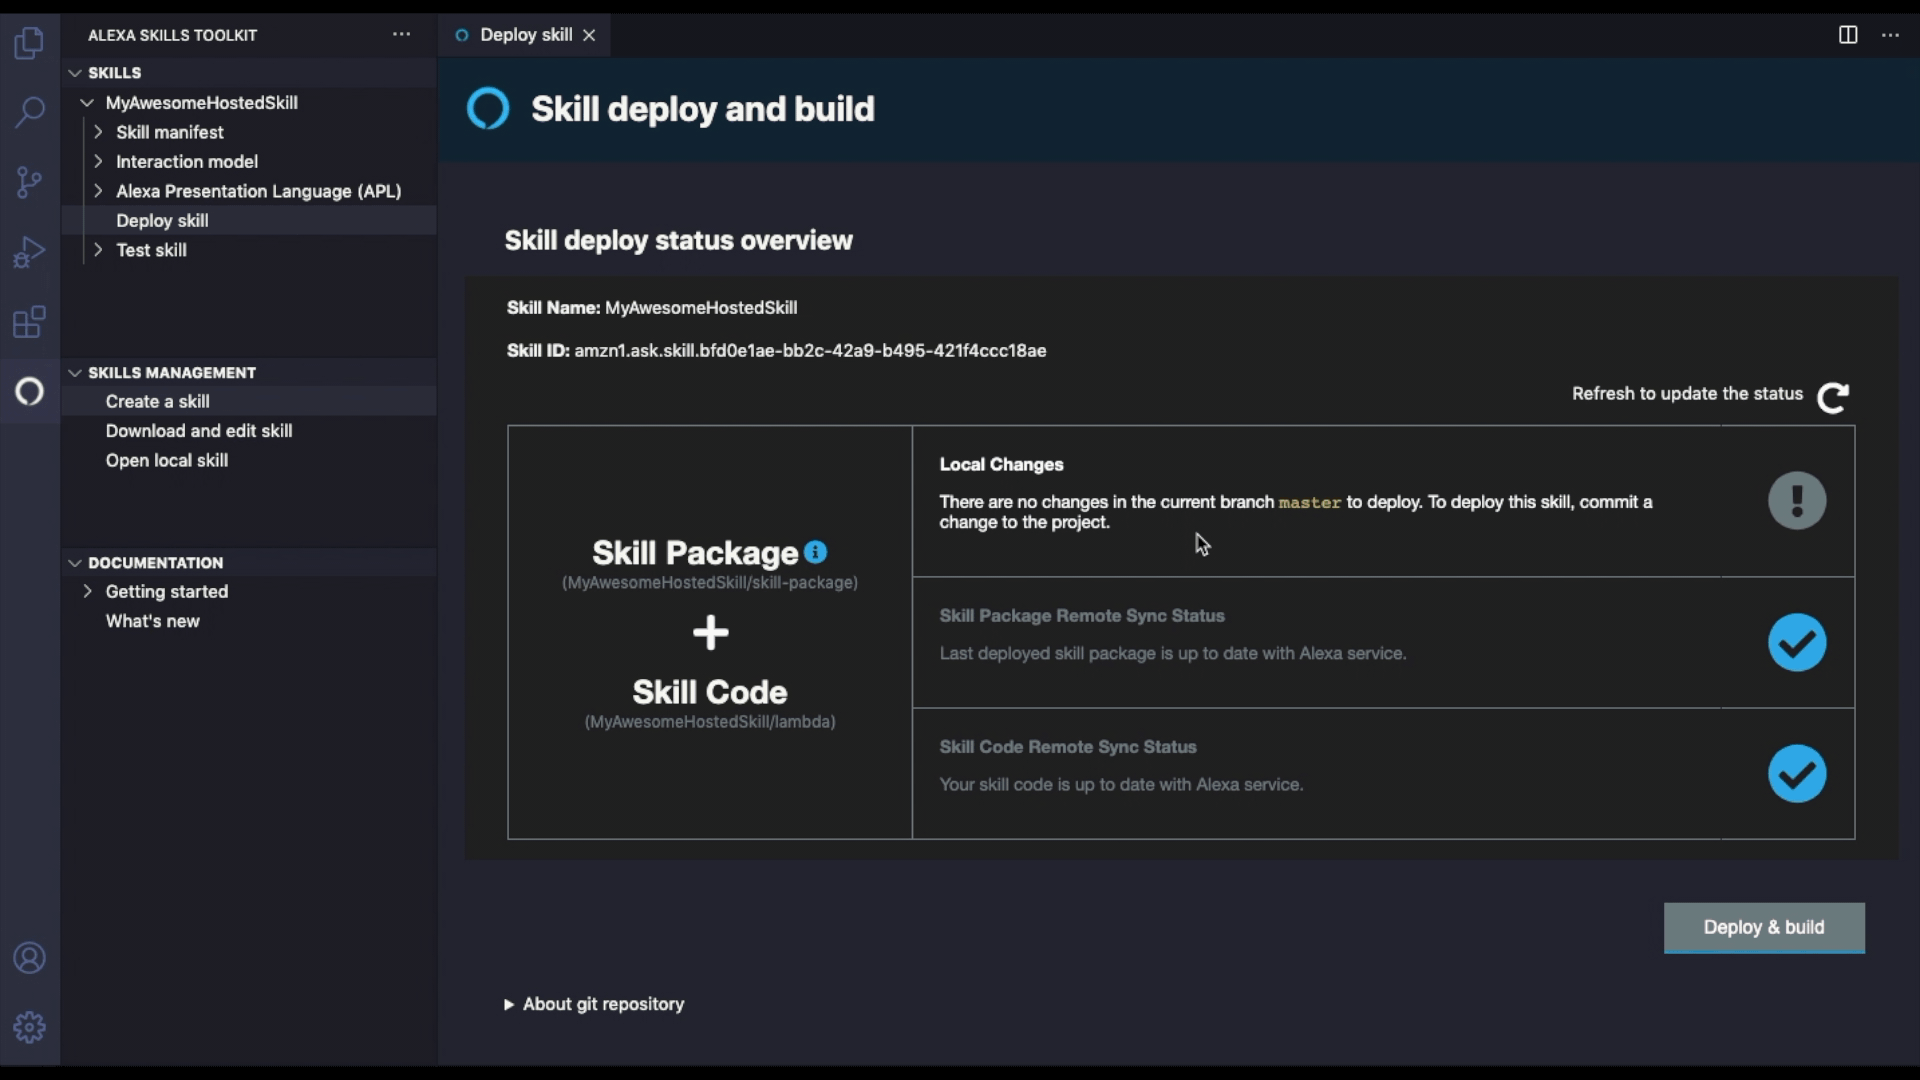 ALEXA SKILLS TOOLKIT
SKILLS
MyAwesomeHostedSkill
Skill manifest
Interaction model
Alexa Presentation Language (APL)
Deploy skill
Test skill
SKILLS MANAGEMENT
Create a skill
Download and edit skill
Open local skill
DOCUMENTATION
Getting started
What's new
Deploy skill
Skill deploy and build
Skill deploy status overview
Skill Name: MyAwesomeHostedSkill
Skill ID: amzn1.ask.skill.bfd0e1ae-bb2c-42a9-b495-421f4ccc18ae
Refresh to update the status
Skill Package
(MyAwesomeHostedSkill/skill-package)
+
Skill Code
(MyAwesomeHostedSkill/lambda)
Local Changes
There are no changes in the current branch master to deploy. To deploy this skill, commit a
change to the project.
Skill Package Remote Sync Status
Last deployed skill package is up to date with Alexa service.
Skill Code Remote Sync Status
Your skill code is up to date with Alexa service.
Deploy & build
About git repository